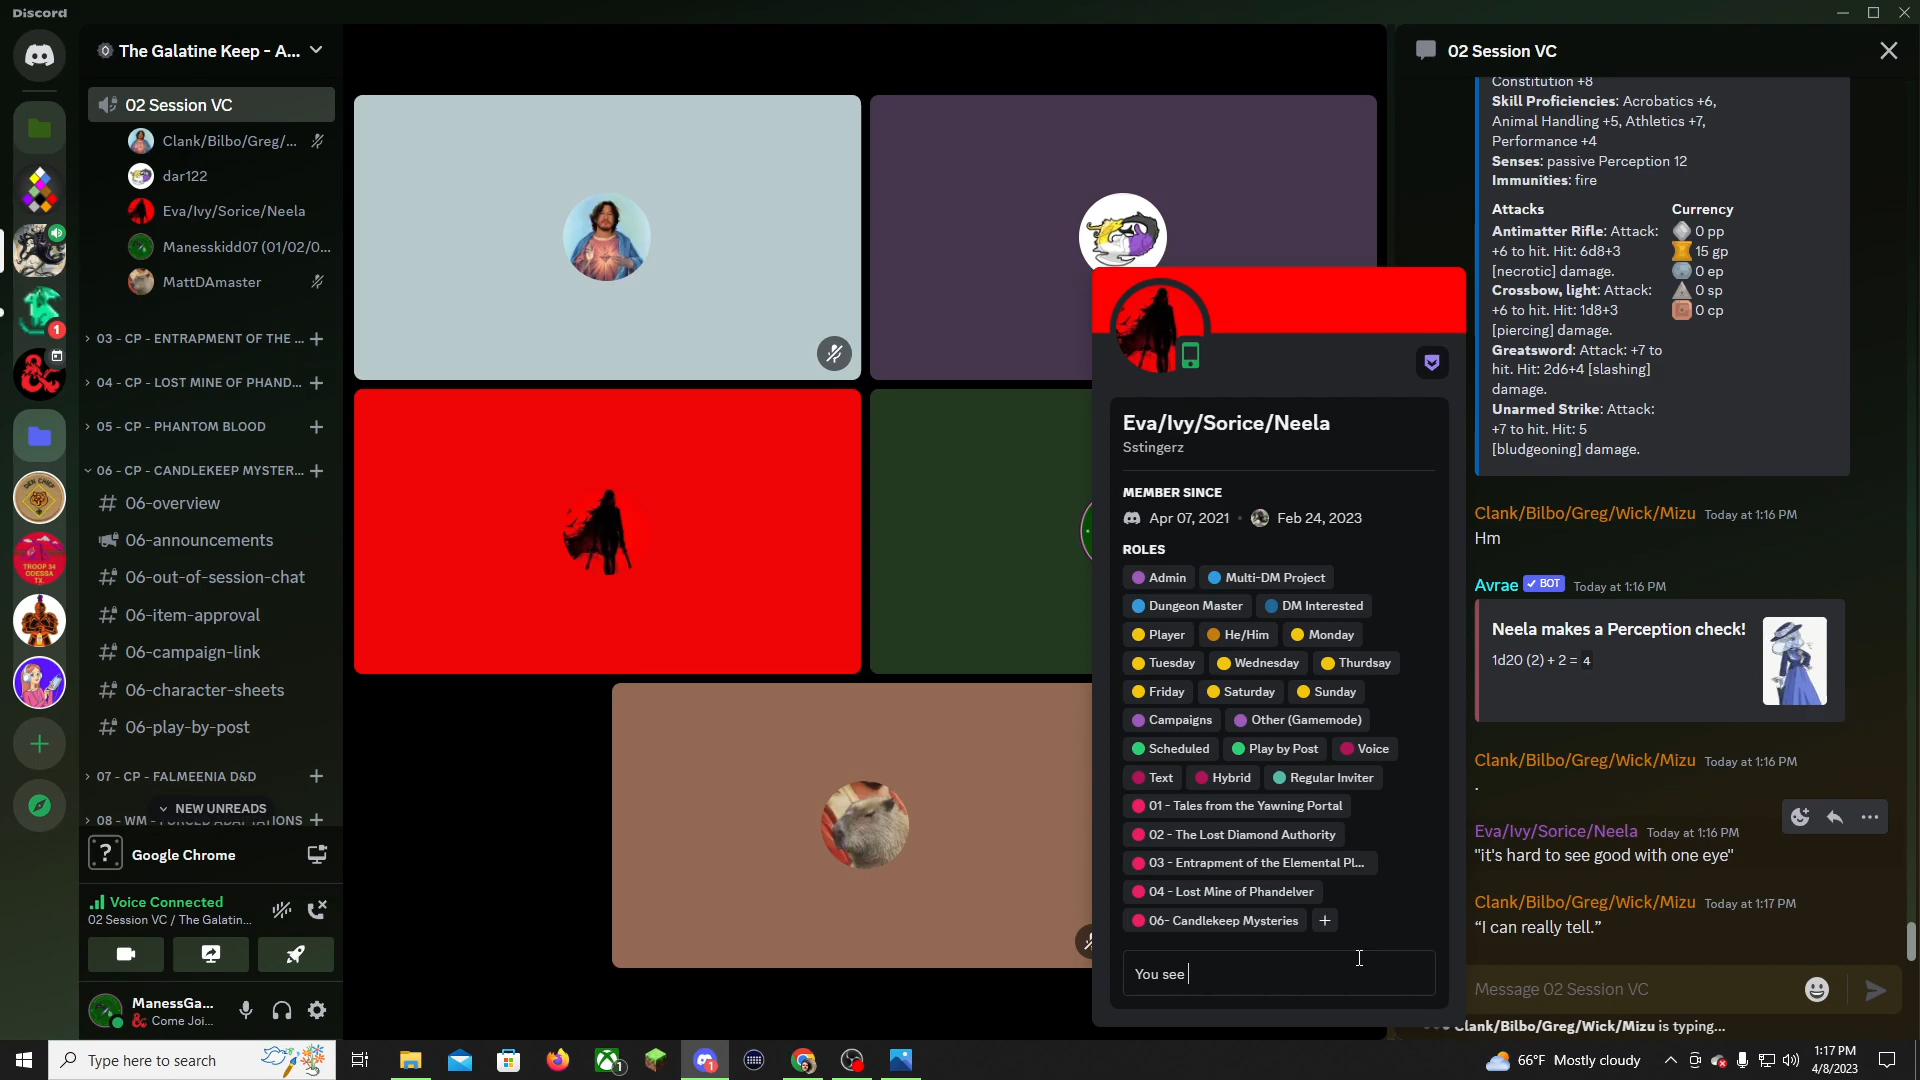 Discord
The Galatine Keep - A...
02 Session VC
Clank/Bilbo/Greg/...
dar122
Eva/Ivy/Sorice/Neela
Manesskidd07 (01/02/0...
MattDAmaster
03 - CP - ENTRAPMENT OF THE ...
04 - CP - LOST MINE OF PHAND...
05 - CP - PHANTOM BLOOD
06 - CP - CANDLEKEEP MYSTER...
06-overview
06-announcements
06-out-of-session-chat
06-item-approval
06-campaign-link
06-character-sheets
06-play-by-post
07 - CP - FALMEENIA D&D
NEW UNREADS
08 - WM - FORCED ADAPTATIONS
1
TROOP 34
ODESSA
TX.
?
Google Chrome
Voice Connected
02 Session VC / The Galatin...
ManessGa...
Come Joi...
Eva/Ivy/Sorice/Neela
Sstingerz
MEMBER SINCE
Apr 07, 2021 • Feb 24, 2023
ROLES
Admin Multi-DM Project
Dungeon Master DM Interested
Player He/Him Monday
Tuesday Wednesday Thurdsay
Friday Saturday Sunday
Campaigns Other (Gamemode)
Scheduled Play by Post Voice
Text Hybrid Regular Inviter
01 - Tales from the Yawning Portal
02 - The Lost Diamond Authority
03 - Entrapment of the Elemental Pl...
04 - Lost Mine of Phandelver
06- Candlekeep Mysteries +
You see
02 Session VC
Constitution +8
Skill Proficiencies: Acrobatics +6,
Animal Handling +5, Athletics +7,
Performance +4
Senses: passive Perception 12
Immunities: fire
Attacks
Antimatter Rifle: Attack:
+6 to hit. Hit: 6d8+3
[necrotic] damage.
Crossbow, light: Attack:
+6 to hit. Hit: 1d8+3
[piercing] damage.
Greatsword: Attack: +7 to
hit. Hit: 2d6+4 [slashing]
damage.
Unarmed Strike: Attack:
+7 to hit. Hit: 5
[bludgeoning] damage.
Currency
0 pp
15 gp
0 ep
0 sp
0 cp
Clank/Bilbo/Greg/Wick/Mizu Today at 1:16 PM
Hm
Avrae ✓ BOT Today at 1:16 PM
Neela makes a Perception check!
1d20 (2) + 2 = 4
Clank/Bilbo/Greg/Wick/Mizu Today at 1:16 PM
.
Eva/Ivy/Sorice/Neela Today at 1:16 PM
"it's hard to see good with one eye"
Clank/Bilbo/Greg/Wick/Mizu Today at 1:17 PM
“I can really tell.”
Message 02 Session VC
Clank/Bilbo/Greg/Wick/Mizu is typing...
Type here to search
1
1
66°F Mostly cloudy
1:17 PM
4/8/2023